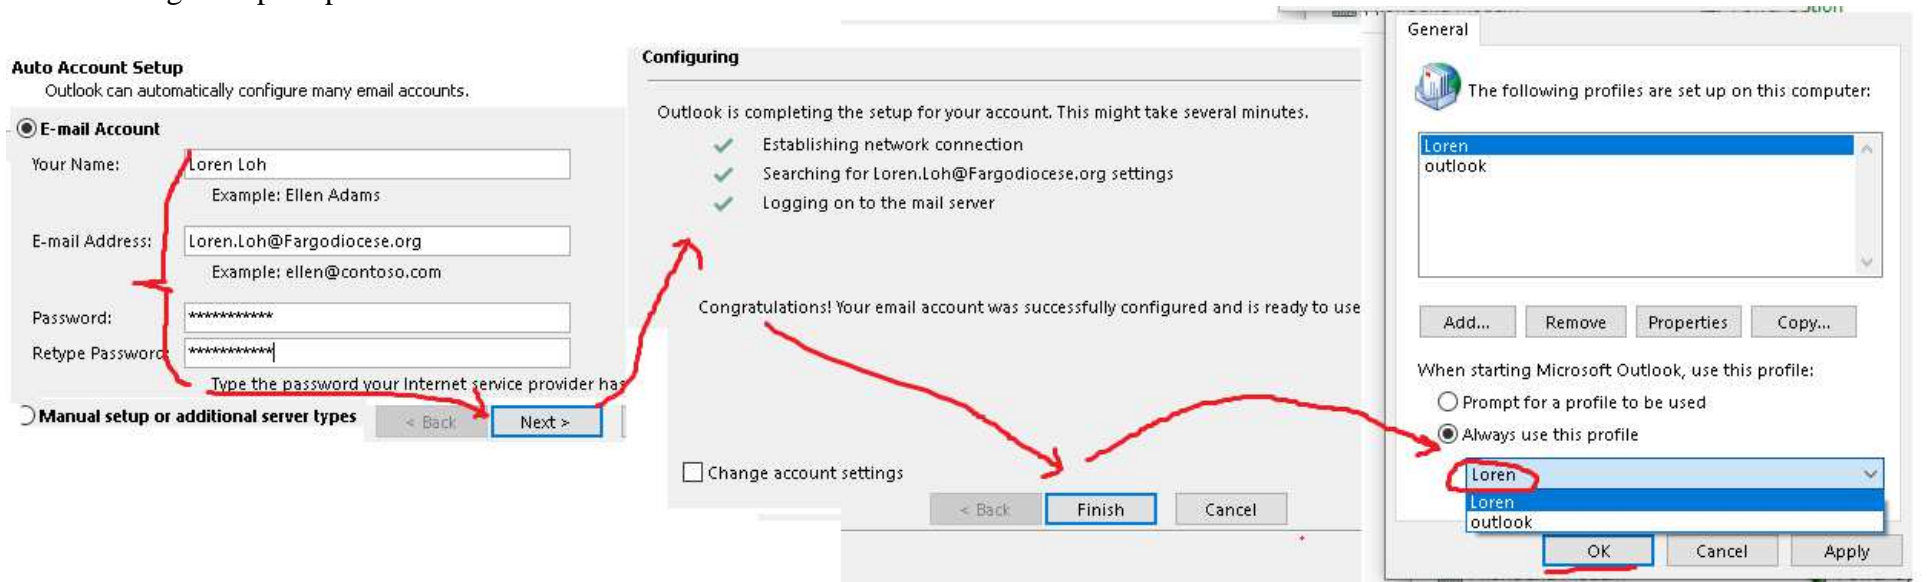 Auto Account Setup
Outlook can automatically configure many email accounts.
E-mail Account
Your Name:
Loren Loh
Example: Ellen Adams
E-mail Address:
Loren.Loh@Fargodiocese.org
Example: ellen@contoso.com
Password:
***********
Retype Password:
***********
Type the password your Internet service provider has
Manual setup or additional server types
< Back
Next >
Configuring
Outlook is completing the setup for your account. This might take several minutes.
Establishing network connection
Searching for Loren.Loh@Fargodiocese.org settings
Logging on to the mail server
Congratulations! Your email account was successfully configured and is ready to use
Change account settings
< Back
Finish
Cancel
General
The following profiles are set up on this computer:
Loren
outlook
Add...
Remove
Properties
Copy...
When starting Microsoft Outlook, use this profile:
Prompt for a profile to be used
Always use this profile
Loren
Loren
outlook
OK
Cancel
Apply